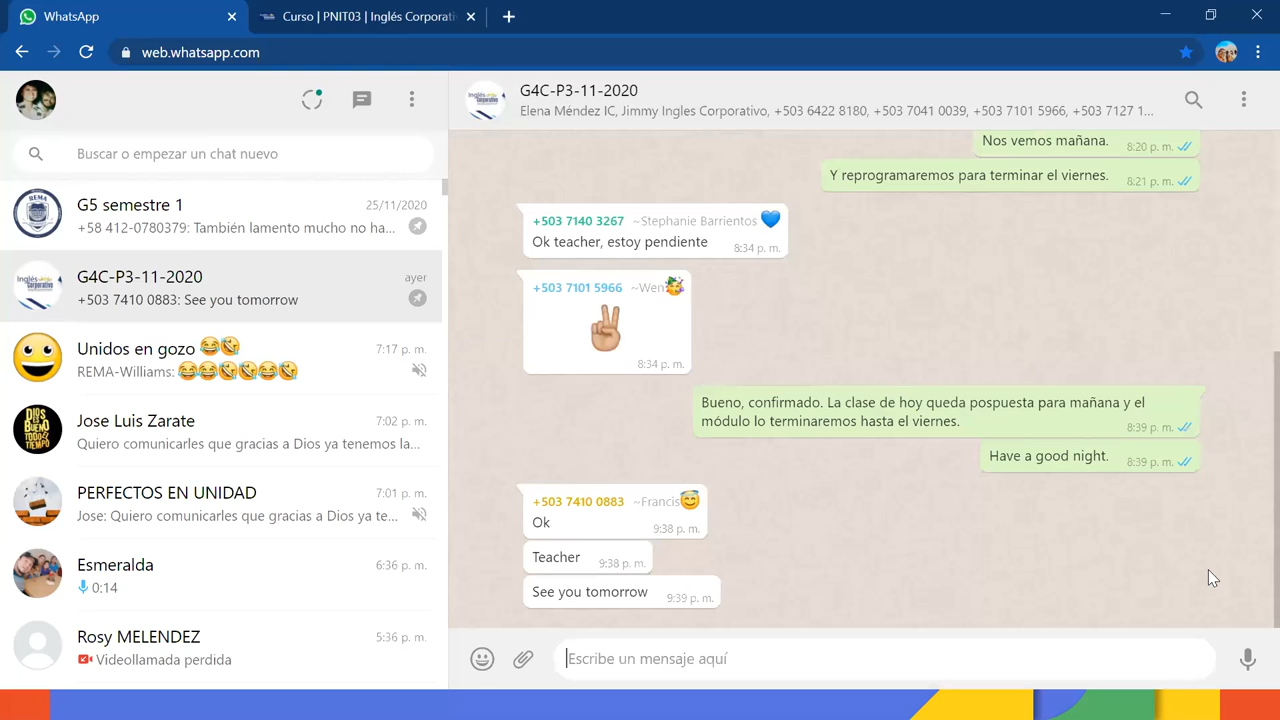 WhatsApp
Curso | PNIT03 | Inglés Corporati
web.whatsapp.com
Buscar o empezar un chat nuevo
G5 semestre 1
25/11/2020
+58 412-0780379: También lamento mucho no ha...
G4C-P3-11-2020
ayer
+503 7410 0883: See you tomorrow
Unidos en gozo 😂🤣
7:17 p. m.
REMA-Williams: 😂😂🤣🤣😂🤣
Jose Luis Zarate
7:02 p. m.
Quiero comunicarles que gracias a Dios ya tenemos la...
PERFECTOS EN UNIDAD
7:01 p. m.
Jose: Quiero comunicarles que gracias a Dios ya te...
Esmeralda
6:36 p. m.
0:14
Rosy MELENDEZ
5:36 p. m.
Videollamada perdida
G4C-P3-11-2020
Elena Méndez IC, Jimmy Ingles Corporativo, +503 6422 8180, +503 7041 0039, +503 7101 5966, +503 7127 1...
Nos vemos mañana.
8:20 p. m.
Y reprogramaremos para terminar el viernes.
8:21 p. m.
+503 7140 3267 ~Stephanie Barrientos 💙
Ok teacher, estoy pendiente
8:34 p. m.
+503 7101 5966 ~Wen🥳
✌🏽
8:34 p. m.
Bueno, confirmado. La clase de hoy queda pospuesta para mañana y el
módulo lo terminaremos hasta el viernes.
8:39 p. m.
Have a good night.
8:39 p. m.
+503 7410 0883 ~Francis😇
Ok
9:38 p. m.
Teacher
9:38 p. m.
See you tomorrow
9:39 p. m.
Escribe un mensaje aquí